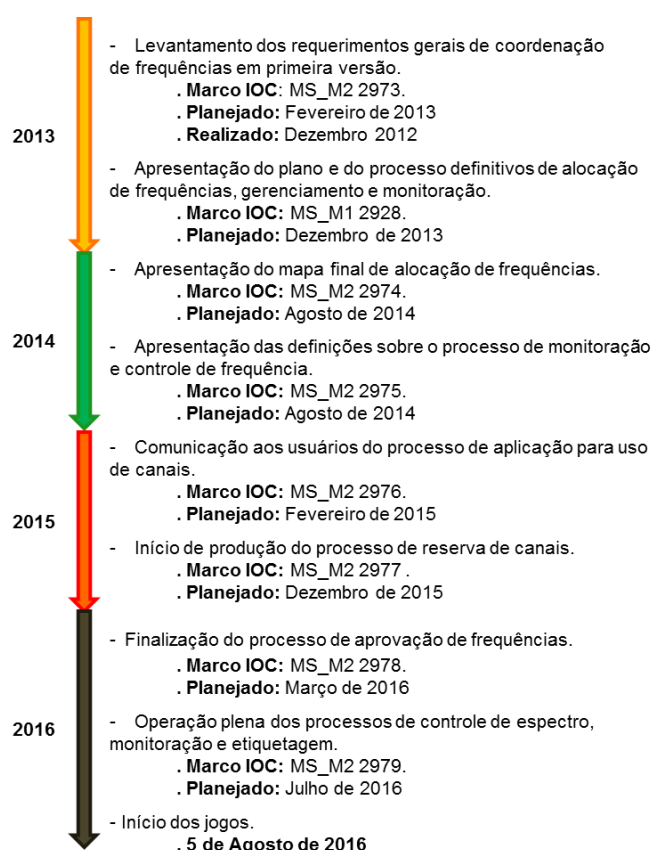 - Levantamento dos requerimentos gerais de coordenação
de frequências em primeira versão.
. Marco IOC: MS_M2 2973.
. Planejado: Fevereiro de 2013
. Realizado: Dezembro 2012
2013
- Apresentação do plano e do processo definitivos de alocação
de frequências, gerenciamento e monitoração.
. Marco IOC: MS_M1 2928.
. Planejado: Dezembro de 2013
- Apresentação do mapa final de alocação de frequências.
. Marco IOC: MS_M2 2974.
. Planejado: Agosto de 2014
2014
- Apresentação das definições sobre o processo de monitoração
e controle de frequência.
. Marco IOC: MS_M2 2975.
. Planejado: Agosto de 2014
- Comunicação aos usuários do processo de aplicação para uso
de canais.
. Marco IOC: MS_M2 2976.
. Planejado: Fevereiro de 2015
2015
- Início de produção do processo de reserva de canais.
. Marco IOC: MS_M2 2977 .
. Planejado: Dezembro de 2015
- Finalização do processo de aprovação de frequências.
. Marco IOC: MS_M2 2978.
. Planejado: Março de 2016
2016
- Operação plena dos processos de controle de espectro,
monitoração e etiquetagem.
. Marco IOC: MS_M2 2979.
. Planejado: Julho de 2016
- Início dos jogos.
. 5 de Agosto de 2016